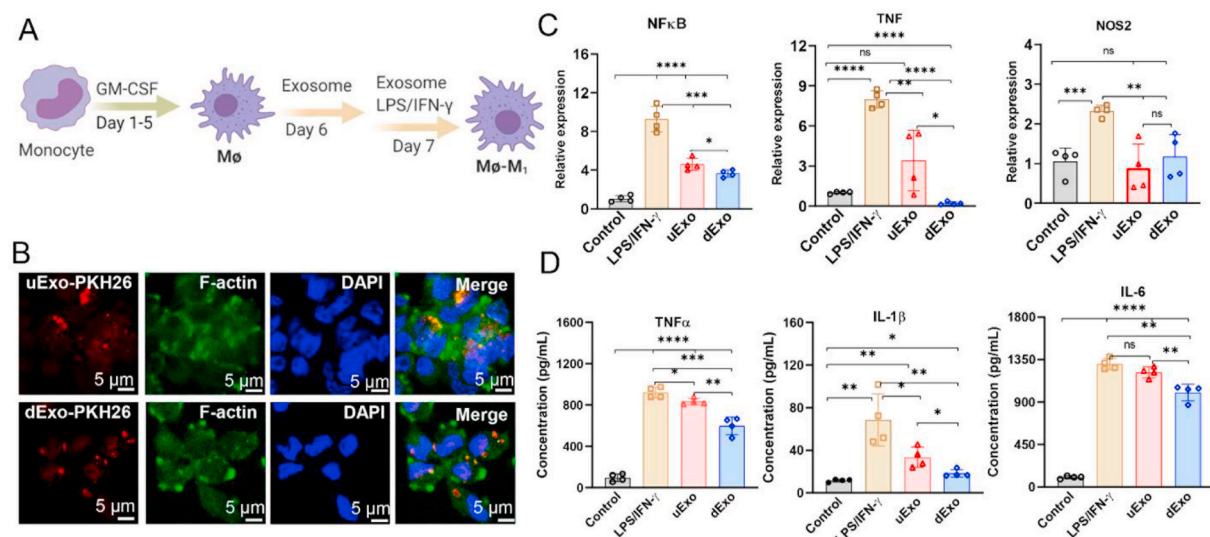 A
Monocyte
GM-CSF
Day 1-5
Mø
Exosome
Day 6
Exosome
LPS/IFN-γ
Day 7
Mø-M₁
B
uExo-PKH26
F-actin
DAPI
Merge
5 µm
5 µm
5 µm
5 µm
dExo-PKH26
F-actin
DAPI
Merge
5 µm
5 µm
5 µm
5 µm
C
NFκB
Relative expression
16
12
8
4
0
****
***
*
Control
LPS/IFN-γ
uExo
dExo
TNF
Relative expression
12
9
6
3
0
****
ns
****
****
**
*
Control
LPS/IFN-γ
uExo
dExo
NOS2
Relative expression
4
3
2
1
0
ns
***
**
ns
Control
LPS/IFN-γ
uExo
dExo
D
TNFα
Concentration (pg/mL)
1600
1200
800
400
0
****
***
*
**
Control
LPS/IFN-γ
uExo
dExo
IL-1β
Concentration (pg/mL)
160
120
80
40
0
*
**
**
**
*
*
Control
LPS/IFN-γ
uExo
dExo
IL-6
Concentration (pg/mL)
1800
1350
900
450
0
****
**
ns
**
Control
LPS/IFN-γ
uExo
dExo